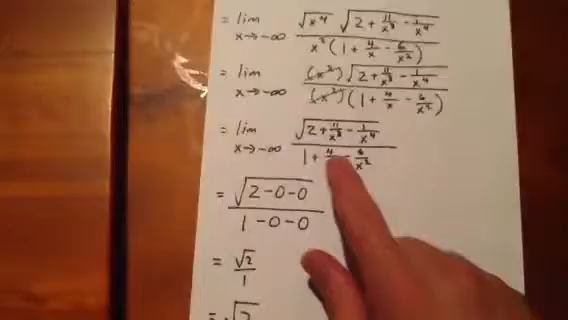 = lim x→-∞ √x⁴ √(2 + 11/x³ - 1/x⁴) / x²(1 + 4/x - 6/x²)
= lim x→-∞ (x²)√(2 + 11/x³ - 1/x⁴) / (x²)(1 + 4/x - 6/x²)
= lim x→-∞ √(2 + 11/x³ - 1/x⁴) / 1 + 4/ - 6/x²
= √(2-0-0) / 1-0-0
= √2 / 1
= √2